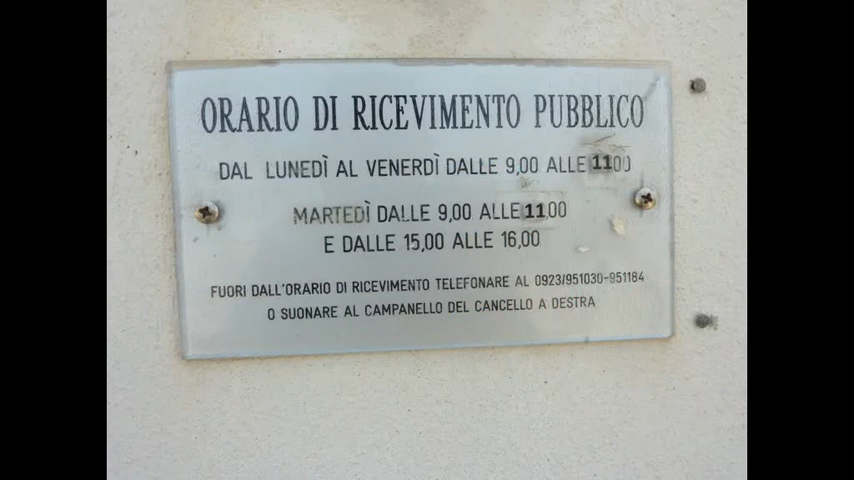 ORARIO DI RICEVIMENTO PUBBLICO
DAL LUNEDÌ AL VENERDÌ DALLE 9,00 ALLE 1100
MARTEDÌ DALLE 9,00 ALLE 11,00
E DALLE 15,00 ALLE 16,00
FUORI DALL'ORARIO DI RICEVIMENTO TELEFONARE AL 0923/951030-951184
O SUONARE AL CAMPANELLO DEL CANCELLO A DESTRA